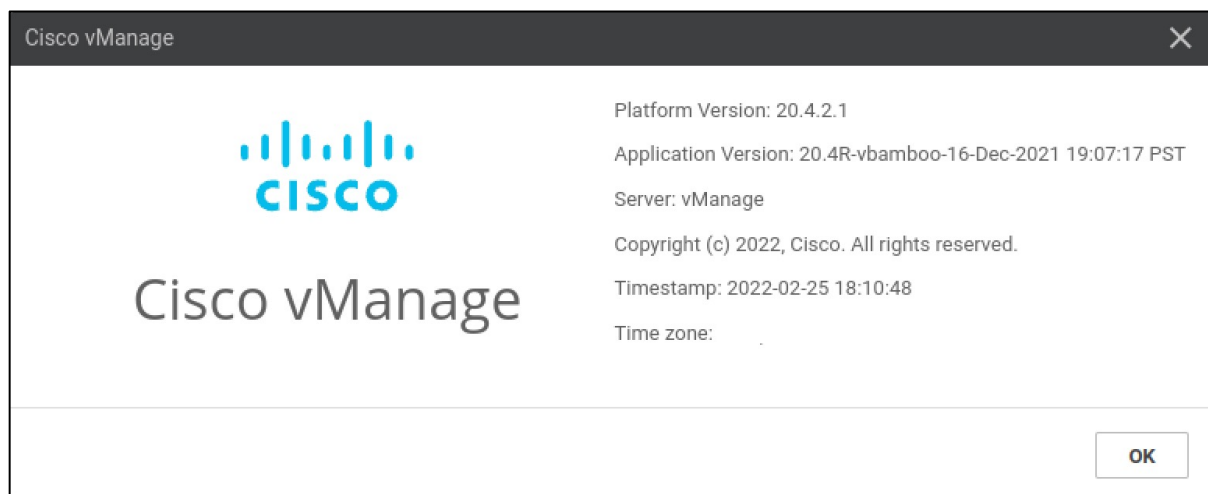 Cisco vManage
CISCO
Cisco vManage
Platform Version: 20.4.2.1
Application Version: 20.4R-vbamboo-16-Dec-2021 19:07:17 PST
Server: vManage
Copyright (c) 2022, Cisco. All rights reserved.
Timestamp: 2022-02-25 18:10:48
Time zone:
OK